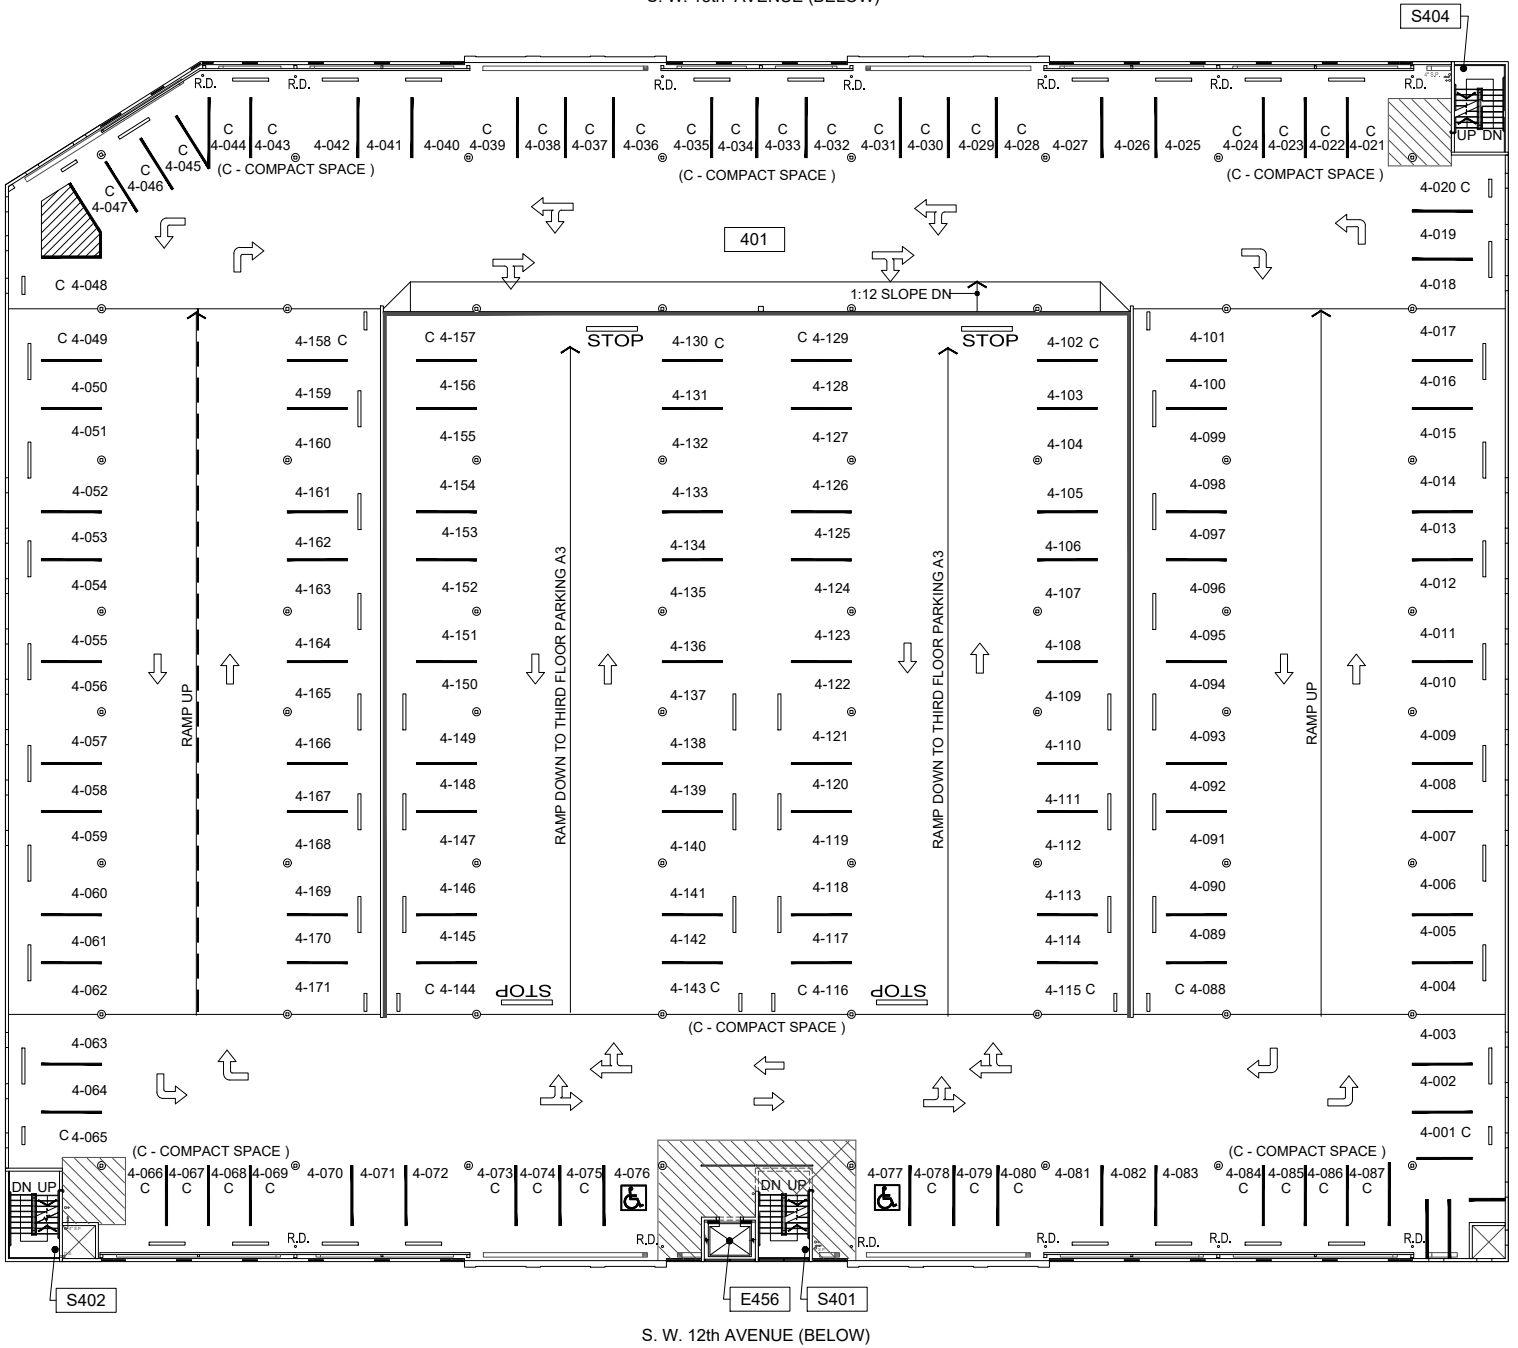 S404
R.D. R.D. R.D. R.D. R.D. R.D. R.D.
C C C C C C C C C C C C C C C C C C
4-044 4-043 4-042 4-041 4-040 4-039 4-038 4-037 4-036 4-035 4-034 4-033 4-032 4-031 4-030 4-029 4-028 4-027 4-026 4-025 4-024 4-023 4-022 4-021
UP DN
C 4-045
C 4-046
C 4-047
(C - COMPACT SPACE ) (C - COMPACT SPACE ) (C - COMPACT SPACE )
4-020 C
4-019
401
C 4-048 4-018
1:12 SLOPE DN
C 4-049 4-158 C C 4-157 STOP 4-130 C C 4-129 STOP 4-102 C 4-101 4-017
4-050 4-159 4-156 4-131 4-128 4-103 4-100 4-016
4-051 4-160 4-155 4-132 4-127 4-104 4-099 4-015
4-052 4-161 4-154 4-133 4-126 4-105 4-098 4-014
4-053 4-162 4-153 4-134 4-125 4-106 4-097 4-013
4-054 4-163 4-152 4-135 4-124 4-107 4-096 4-012
4-055 4-164 4-151 4-136 4-123 4-108 4-095 4-011
4-056 4-165 4-150 4-137 4-122 4-109 4-094 4-010
RAMP UP
RAMP DOWN TO THIRD FLOOR PARKING A3
RAMP DOWN TO THIRD FLOOR PARKING A3
RAMP UP
4-057 4-166 4-149 4-138 4-121 4-110 4-093 4-009
4-058 4-167 4-148 4-139 4-120 4-111 4-092 4-008
4-059 4-168 4-147 4-140 4-119 4-112 4-091 4-007
4-060 4-169 4-146 4-141 4-118 4-113 4-090 4-006
4-061 4-170 4-145 4-142 4-117 4-114 4-089 4-005
4-062 4-171 C 4-144 STOP 4-143 C C 4-116 STOP 4-115 C C 4-088 4-004
(C - COMPACT SPACE )
4-063 4-003
4-064 4-002
C 4-065 4-001 C
(C - COMPACT SPACE ) (C - COMPACT SPACE )
4-066 4-067 4-068 4-069 4-070 4-071 4-072 4-073 4-074 4-075 4-076 4-077 4-078 4-079 4-080 4-081 4-082 4-083 4-084 4-085 4-086 4-087
C C C C C C C C C C C C C C
DN UP DN UP
R.D. R.D. R.D. R.D. R.D. R.D.
S402 E456 S401
S. W. 12th AVENUE (BELOW)